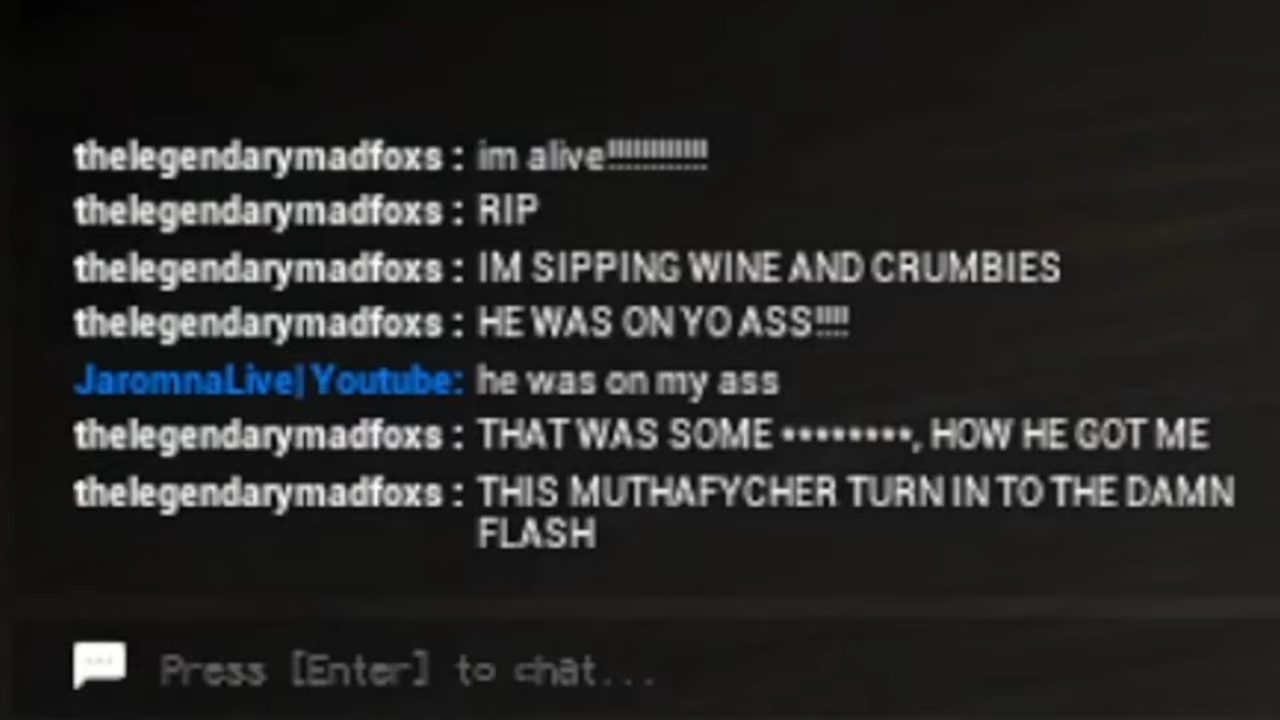 thelegendarymadfoxs : im alive!!!!!!!!!!!!!
thelegendarymadfoxs : RIP
thelegendarymadfoxs : IM SIPPING WINE AND CRUMBIES
thelegendarymadfoxs : HE WAS ON YO ASS!!!!
JaromnaLive| Youtube: he was on my ass
thelegendarymadfoxs : THAT WAS SOME ********, HOW HE GOT ME
thelegendarymadfoxs : THIS MUTHAFYCHER TURN IN TO THE DAMN
FLASH
Press [Enter] to chat...